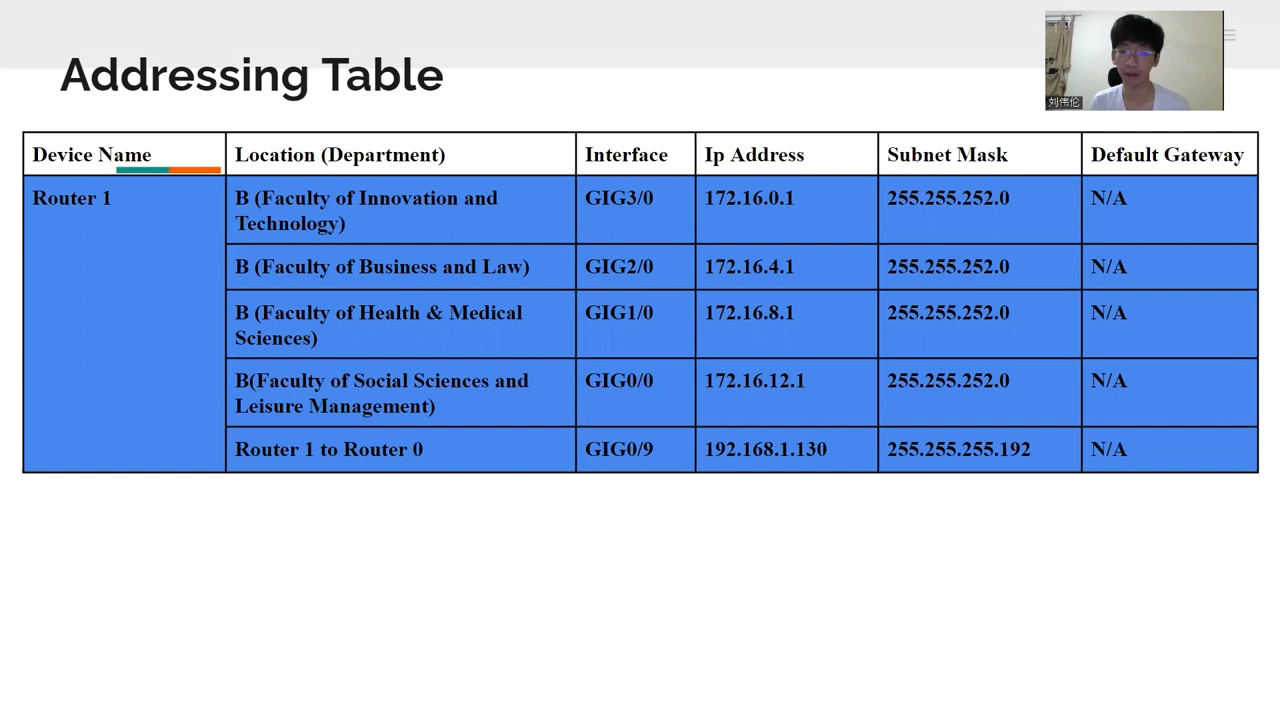 Addressing Table
刘伟伦
Device Name
Location (Department)
Interface
Ip Address
Subnet Mask
Default Gateway
Router 1
B (Faculty of Innovation and
Technology)
GIG3/0
172.16.0.1
255.255.252.0
N/A
B (Faculty of Business and Law)
GIG2/0
172.16.4.1
255.255.252.0
N/A
B (Faculty of Health & Medical
Sciences)
GIG1/0
172.16.8.1
255.255.252.0
N/A
B(Faculty of Social Sciences and
Leisure Management)
GIG0/0
172.16.12.1
255.255.252.0
N/A
Router 1 to Router 0
GIG0/9
192.168.1.130
255.255.255.192
N/A